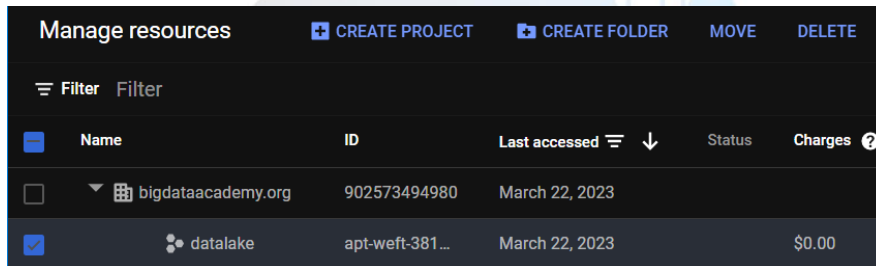 Manage resources CREATE PROJECT CREATE FOLDER MOVE DELETE
Filter Filter
Name ID Last accessed Status Charges ?
bigdataacademy.org 902573494980 March 22, 2023
datalake apt-weft-381... March 22, 2023 $0.00